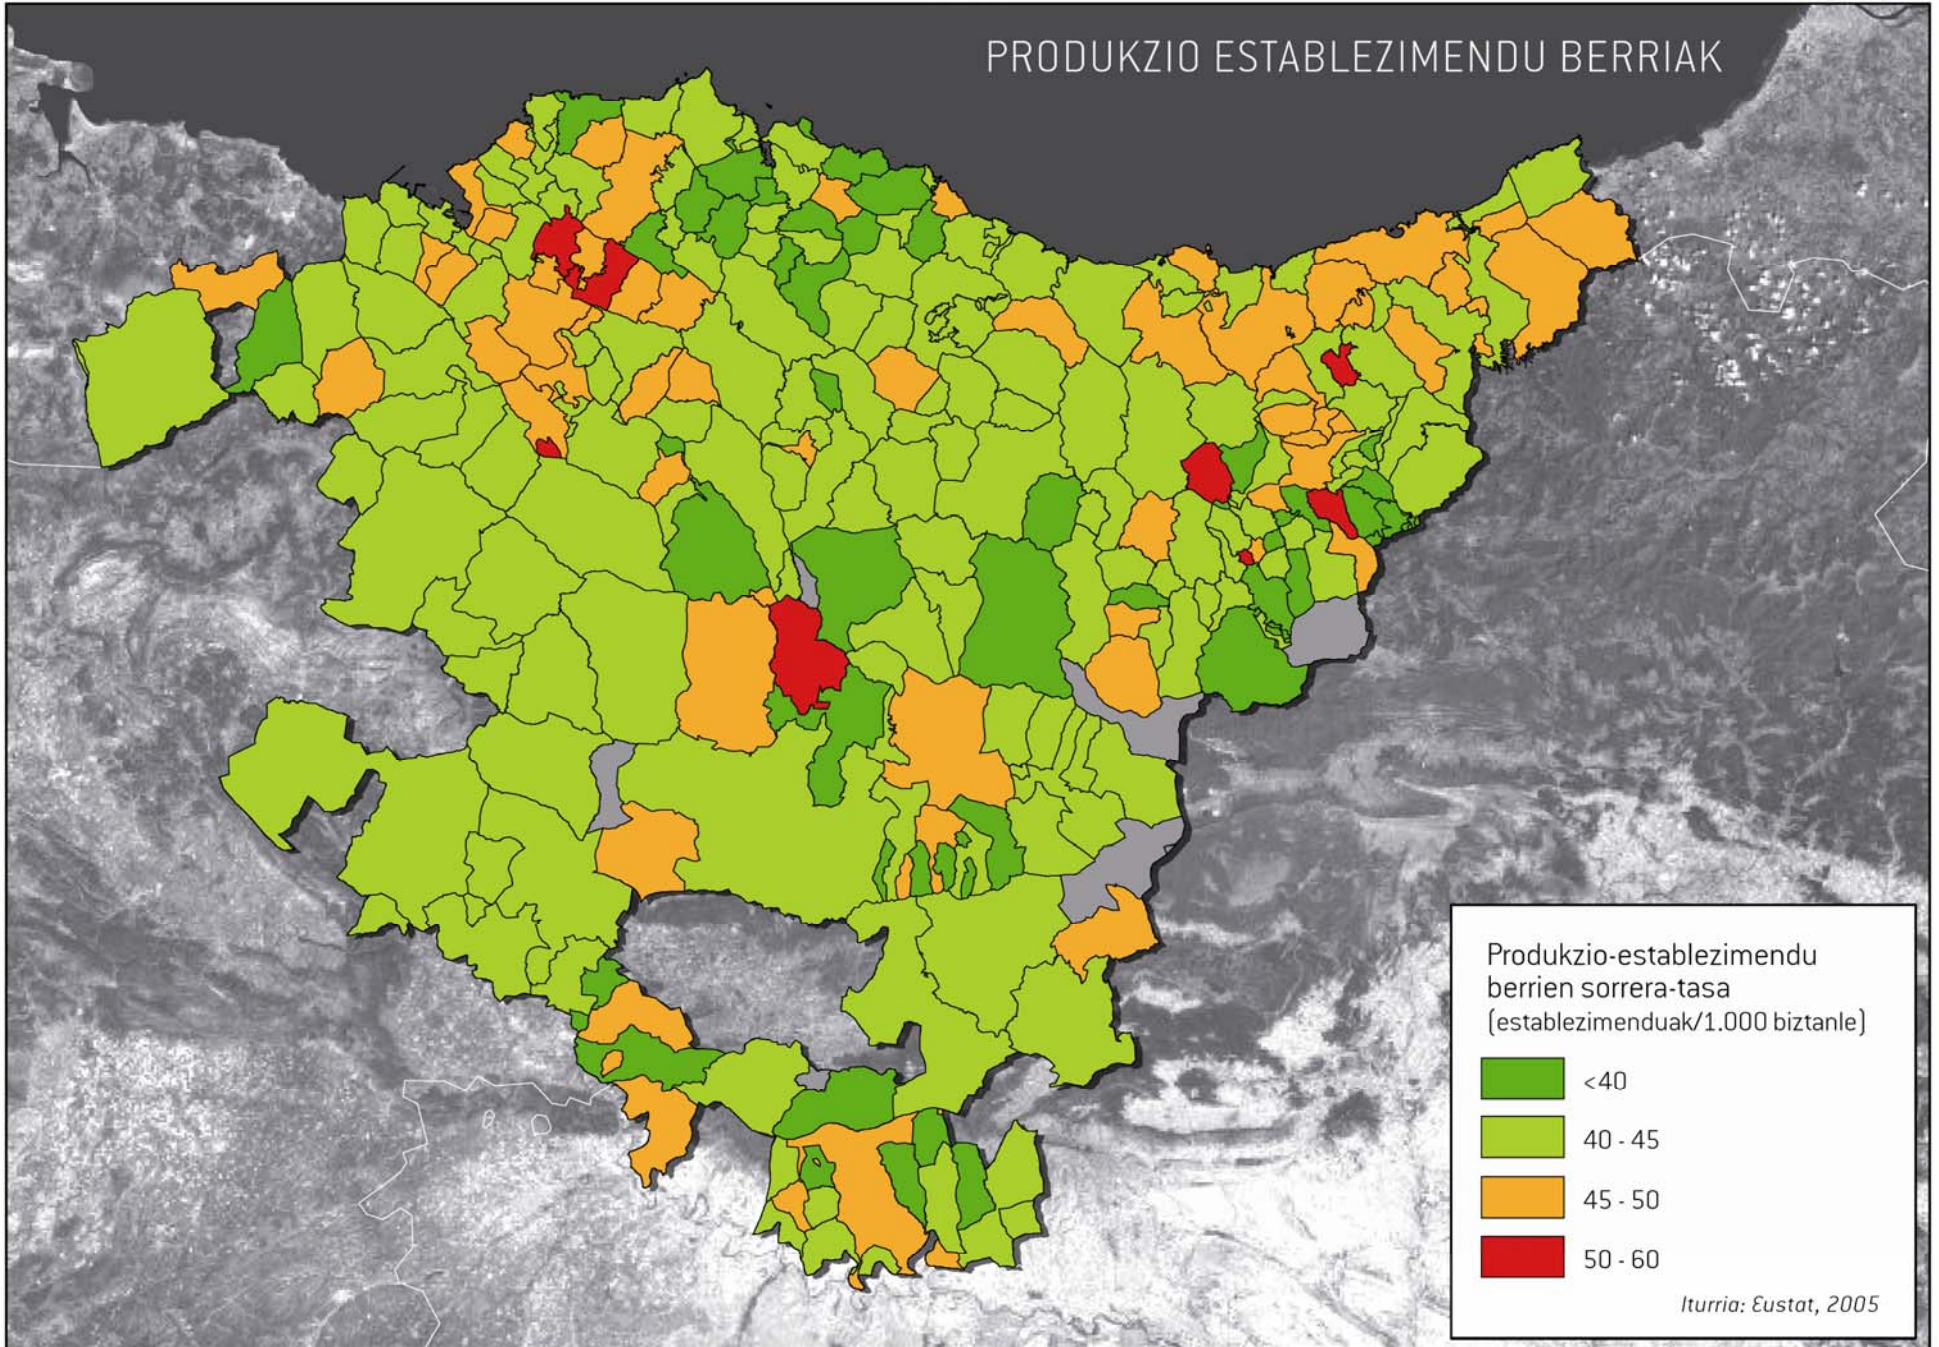 PRODUKZIO ESTABLEZIMENDU BERRIAK
Produkzio-establezimendu
berrien sorrera-tasa
(establezimenduak/1.000 biztanle)
<40
40 - 45
45 - 50
50 - 60
Iturria: Eustat, 2005